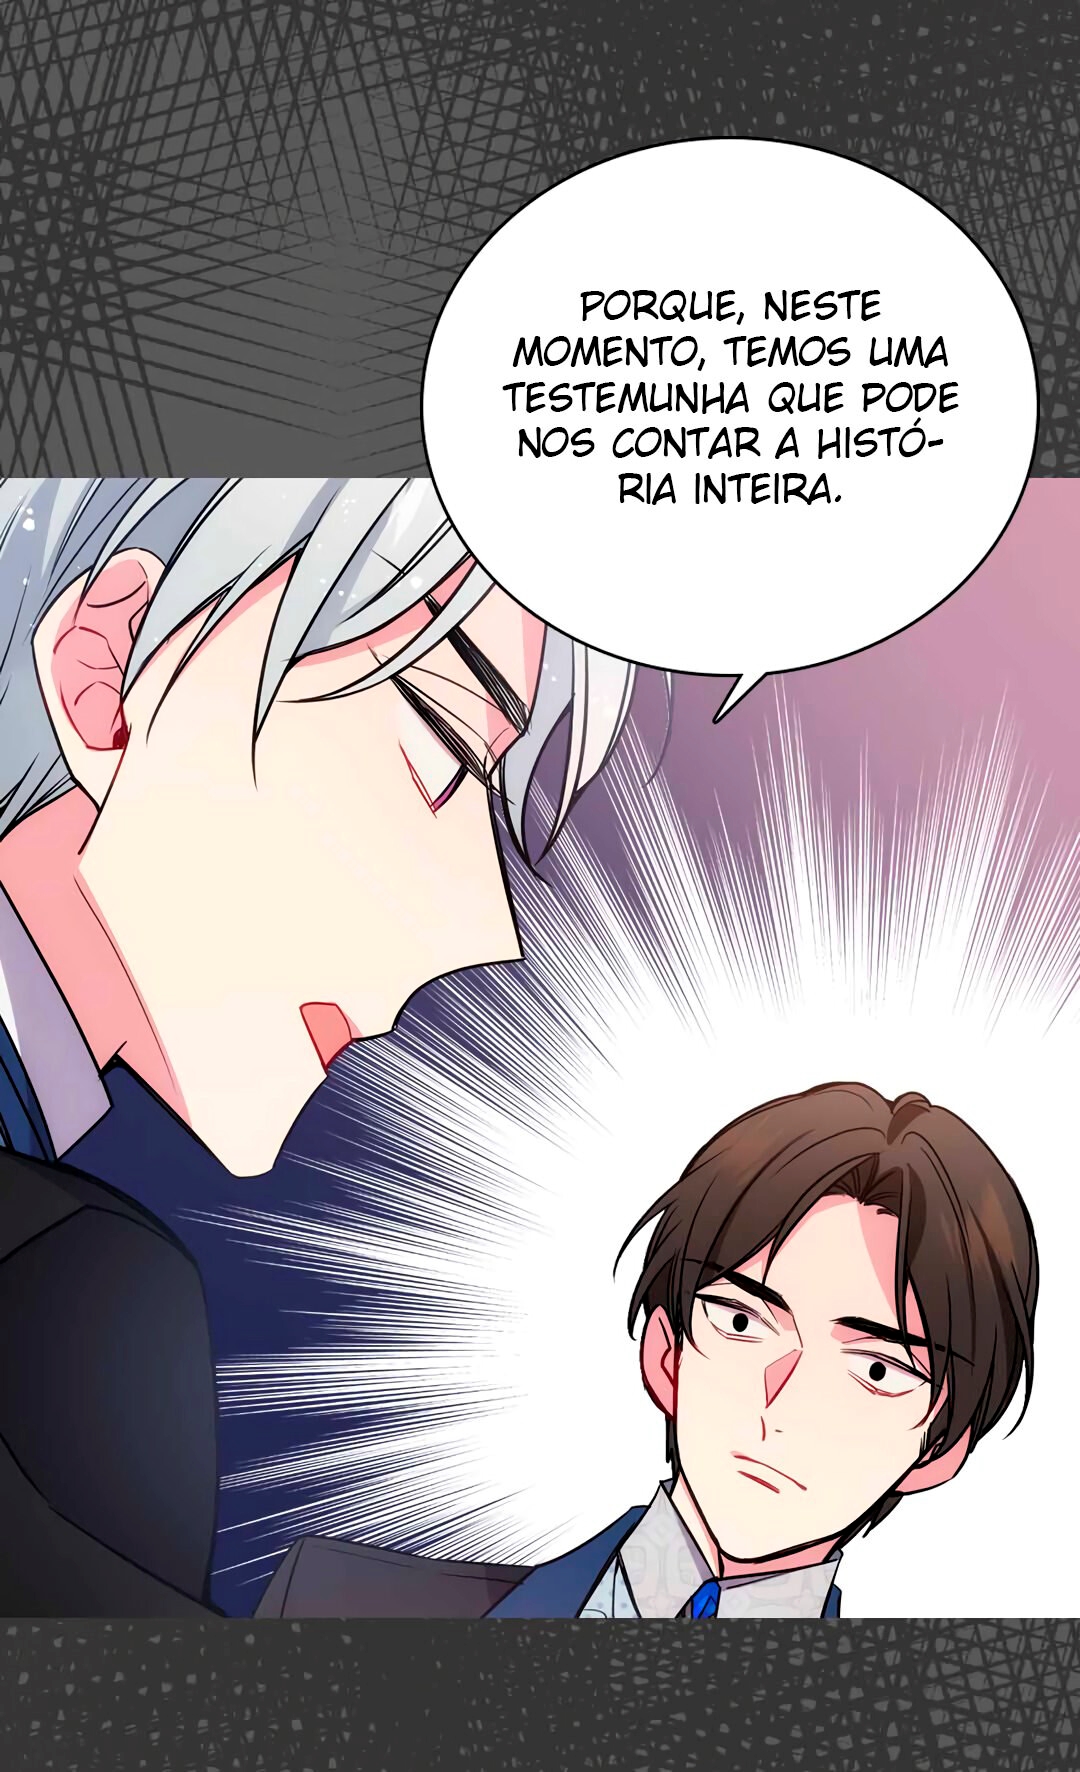 PORQUE, NESTE
MOMENTO, TEMOS UMA
TESTEMUNHA QUE PODE
NOS CONTAR A HISTÓ-
RIA INTEIRA.